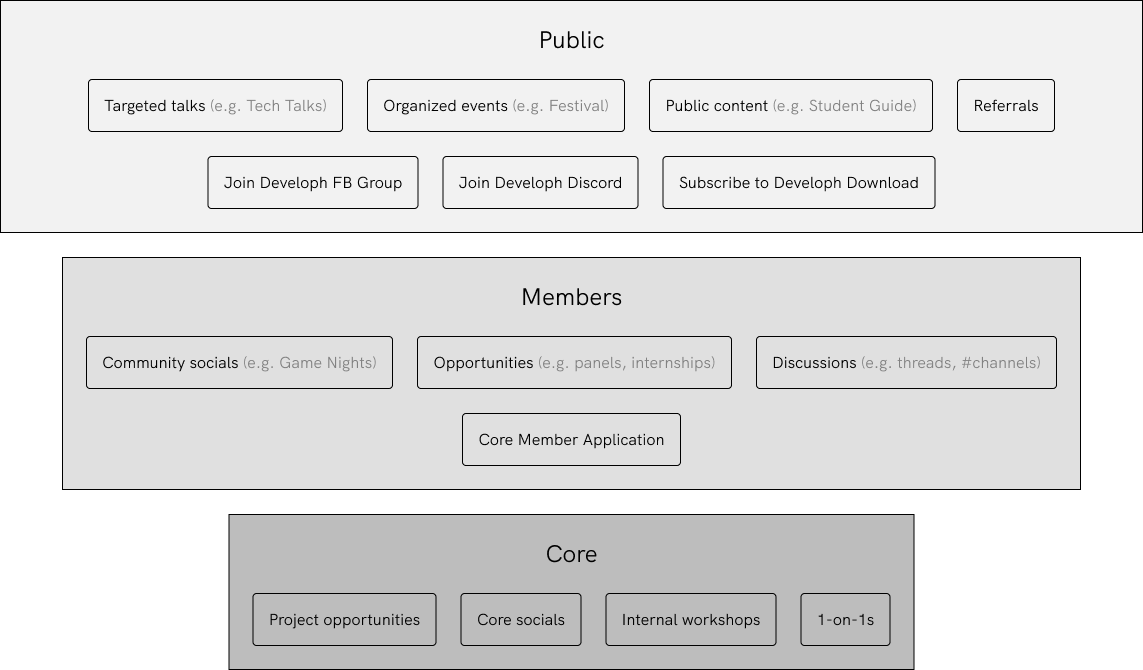 Public
Targeted talks (e.g. Tech Talks)
Organized events (e.g. Festival)
Public content (e.g. Student Guide)
Referrals
Join Developh FB Group
Join Developh Discord
Subscribe to Developh Download
Members
Community socials (e.g. Game Nights)
Opportunities (e.g. panels, internships)
Discussions (e.g. threads, #channels)
Core Member Application
Core
Project opportunities
Core socials
Internal workshops
1-on-1s